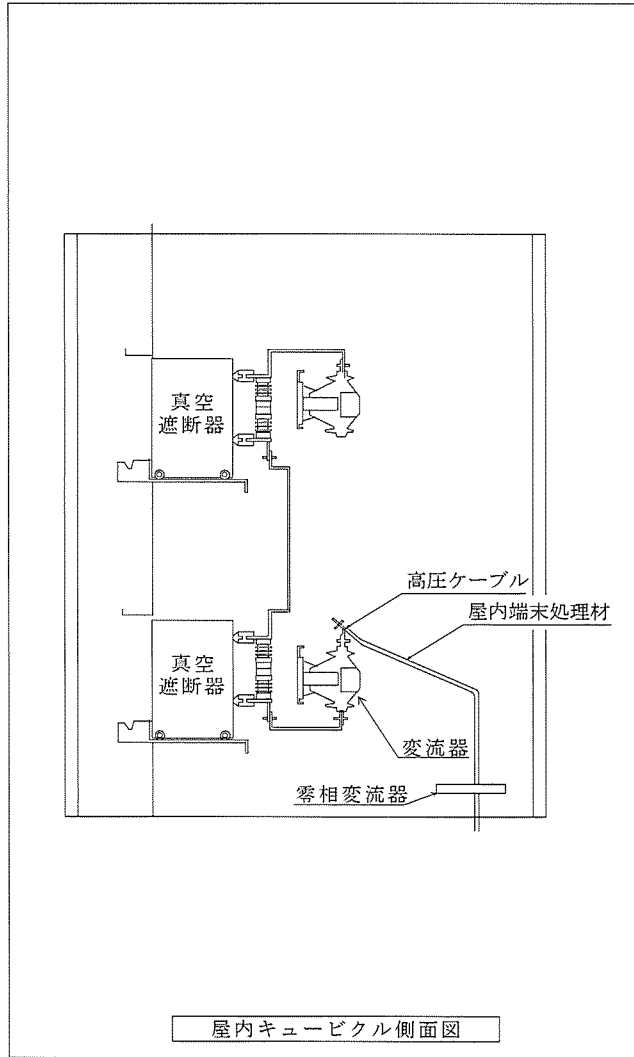 真空
遮断器
高圧ケーブル
屋内端末処理材
真空
遮断器
変流器
零相変流器
屋内キュービクル側面図